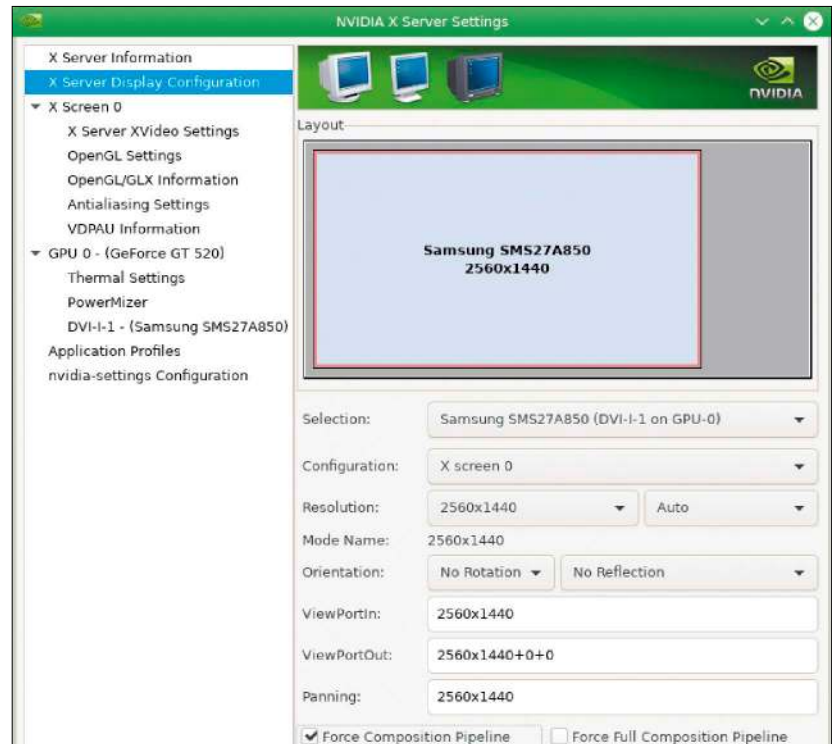 NVIDIA X Server Settings
X Server Information
X Server Display Configuration
X Screen 0
X Server XVideo Settings
OpenGL Settings
OpenGL/GLX Information
Antialiasing Settings
VDPAU Information
GPU 0 - (GeForce GT 520)
Thermal Settings
PowerMizer
DVI-I-1 - (Samsung SMS27A850)
Application Profiles
nvidia-settings Configuration
NVIDIA
Layout
Samsung SMS27A850
2560x1440
Selection: Samsung SMS27A850 (DVI-I-1 on GPU-0)
Configuration: X screen 0
Resolution: 2560x1440 Auto
Mode Name: 2560x1440
Orientation: No Rotation No Reflection
ViewPortIn: 2560x1440
ViewPortOut: 2560x1440+0+0
Panning: 2560x1440
Force Composition Pipeline Force Full Composition Pipeline